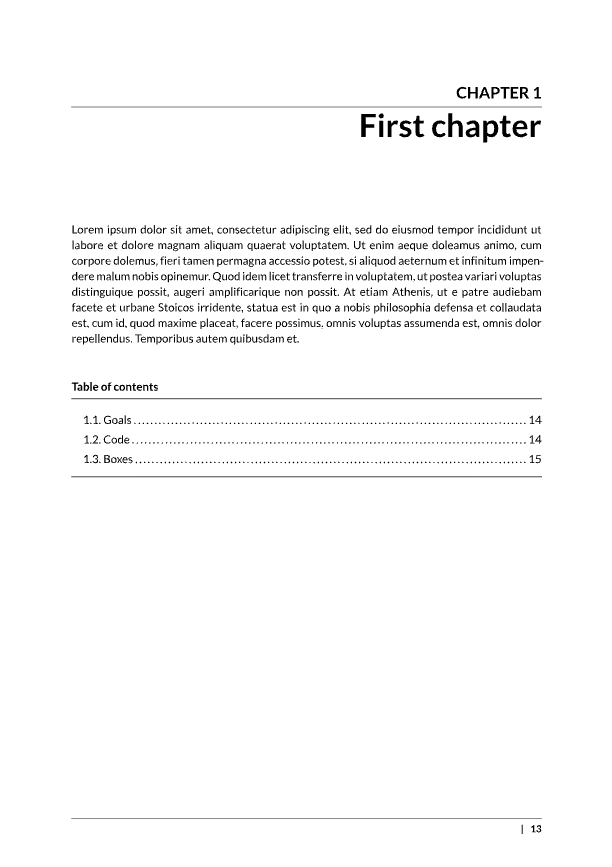 CHAPTER 1
First chapter
Lorem ipsum dolor sit amet, consectetur adipiscing elit, sed do eiusmod tempor incididunt ut
labore et dolore magnam aliquam quaerat voluptatem. Ut enim aeque doleamus animo, cum
corpore dolemus, fieri tamen permagna accessio potest, si aliquod aeternum et infinitum impen-
dere malum nobis opinemur. Quod idem licet transferre in voluptatem, ut postea variari voluptas
distinguique possit, augeri amplificarique non possit. At etiam Athenis, ut e patre audiebam
facete et urbane Stoicos irridente, statua est in quo a nobis philosophia defensa et collaudata
est, cum id, quod maxime placeat, facere possimus, omnis voluptas assumenda est, omnis dolor
repellendus. Temporibus autem quibusdam et.
Table of contents
1.1. Goals ........ 14
1.2. Code ........ 14
1.3. Boxes ........ 15
| 13